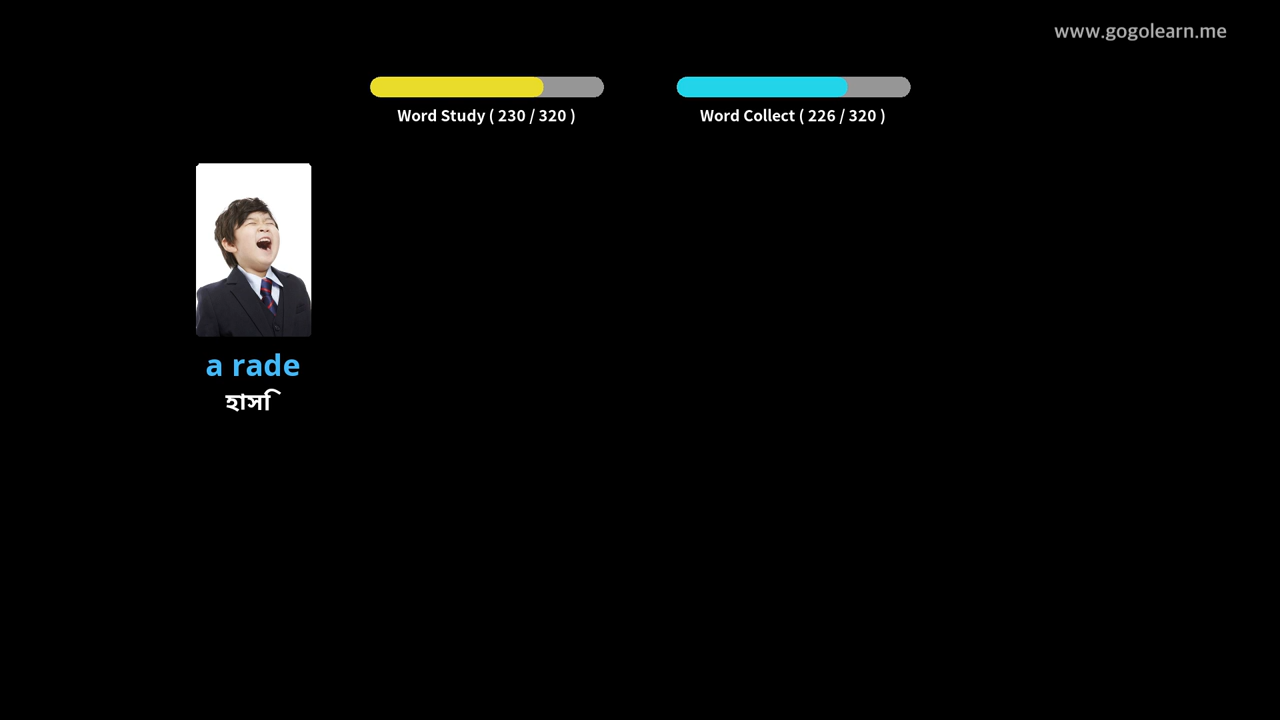 www.gogolearn.me
Word Study ( 230 / 320 )
Word Collect ( 226 / 320 )
a rade
হাসি